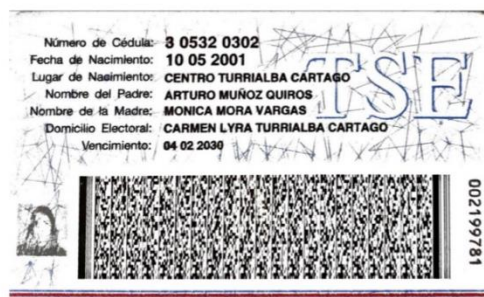 Número de Cédula: 3 0532 0302
Fecha de Nacimiento: 10 05 2001
Lugar de Nacimiento: CENTRO TURRIALBA CARTAGO
Nombre del Padre: ARTURO MUÑOZ QUIROS
Nombre de la Madre: MONICA MORA VARGAS
Domicilio Electoral: CARMEN LYRA TURRIALBA CARTAGO
Vencimiento: 04 02 2030
TSE
002199781